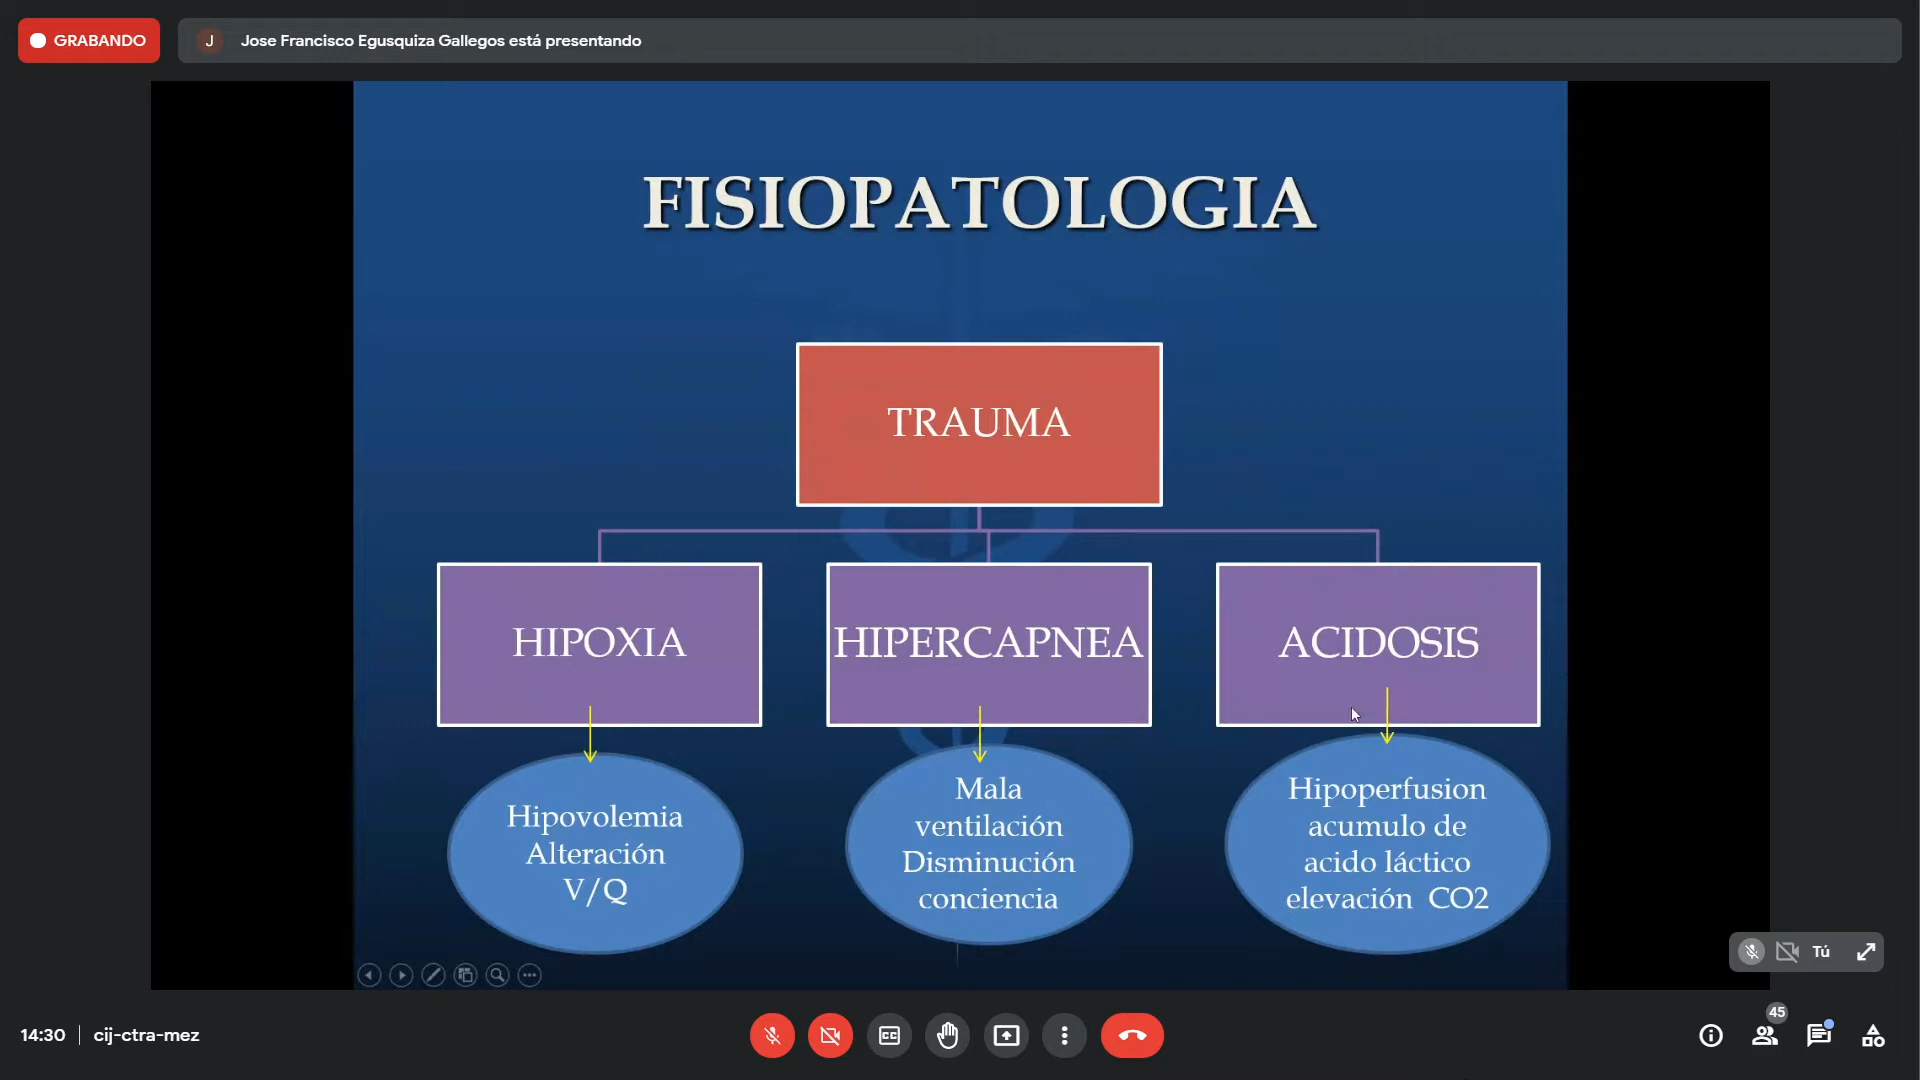 GRABANDO
J
Jose Francisco Egusquiza Gallegos está presentando
FISIOPATOLOGIA
TRAUMA
HIPOXIA
HIPERCAPNEA
ACIDOSIS
Hipovolemia
Alteración
V/Q
Mala
ventilación
Disminución
conciencia
Hipoperfusion
acumulo de
acido láctico
elevación CO2
Tú
14:30
cij-ctra-mez
45